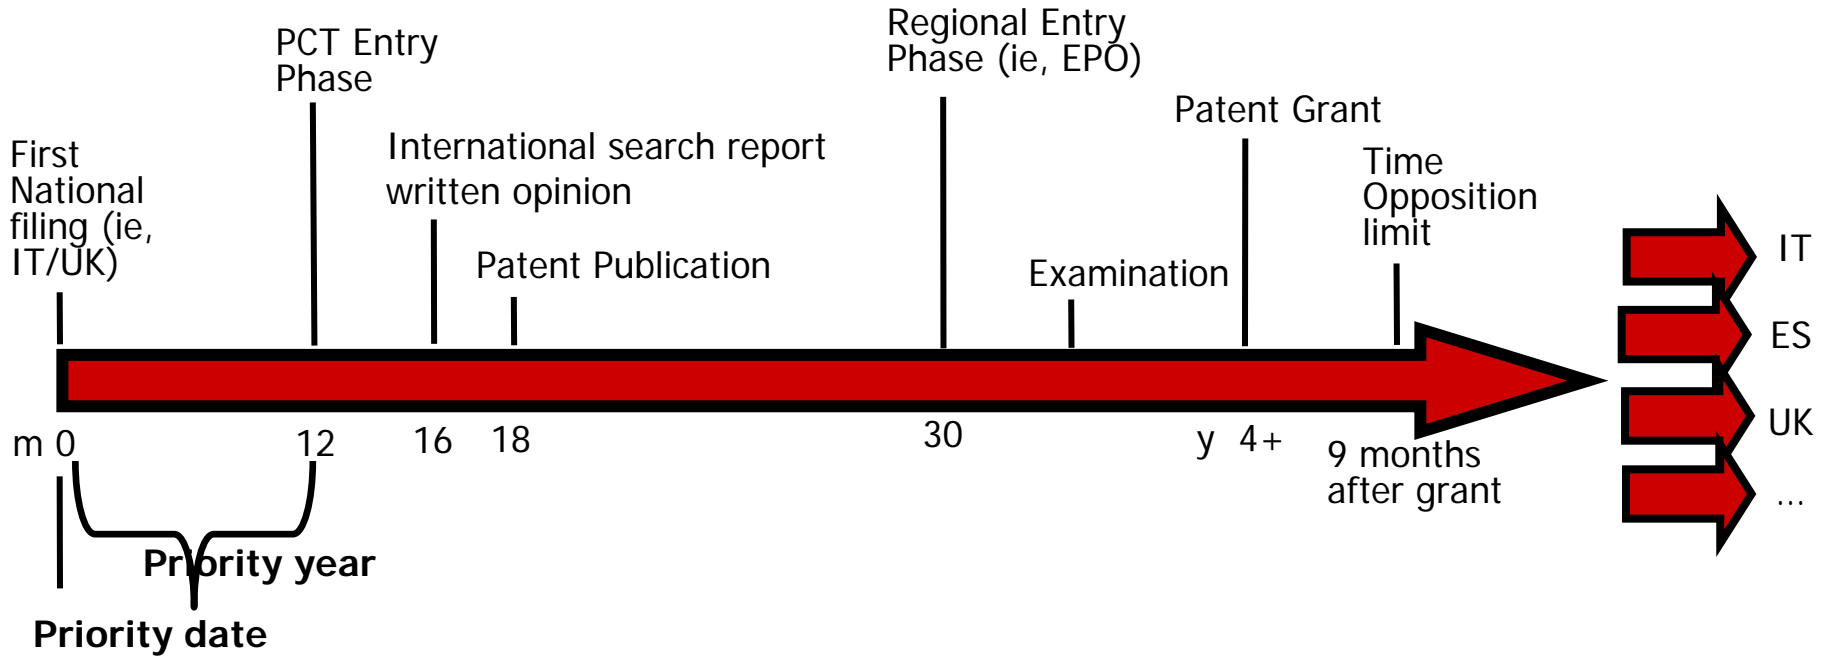 PCT Entry
Phase
Regional Entry
Phase (ie, EPO)
Patent Grant
First
National
filing (ie,
IT/UK)
International search report
written opinion
Time
Opposition
limit
Patent Publication
Examination
IT
ES
UK
...
m 0
12
16
18
30
y 4+
9 months
after grant
Priority year
Priority date